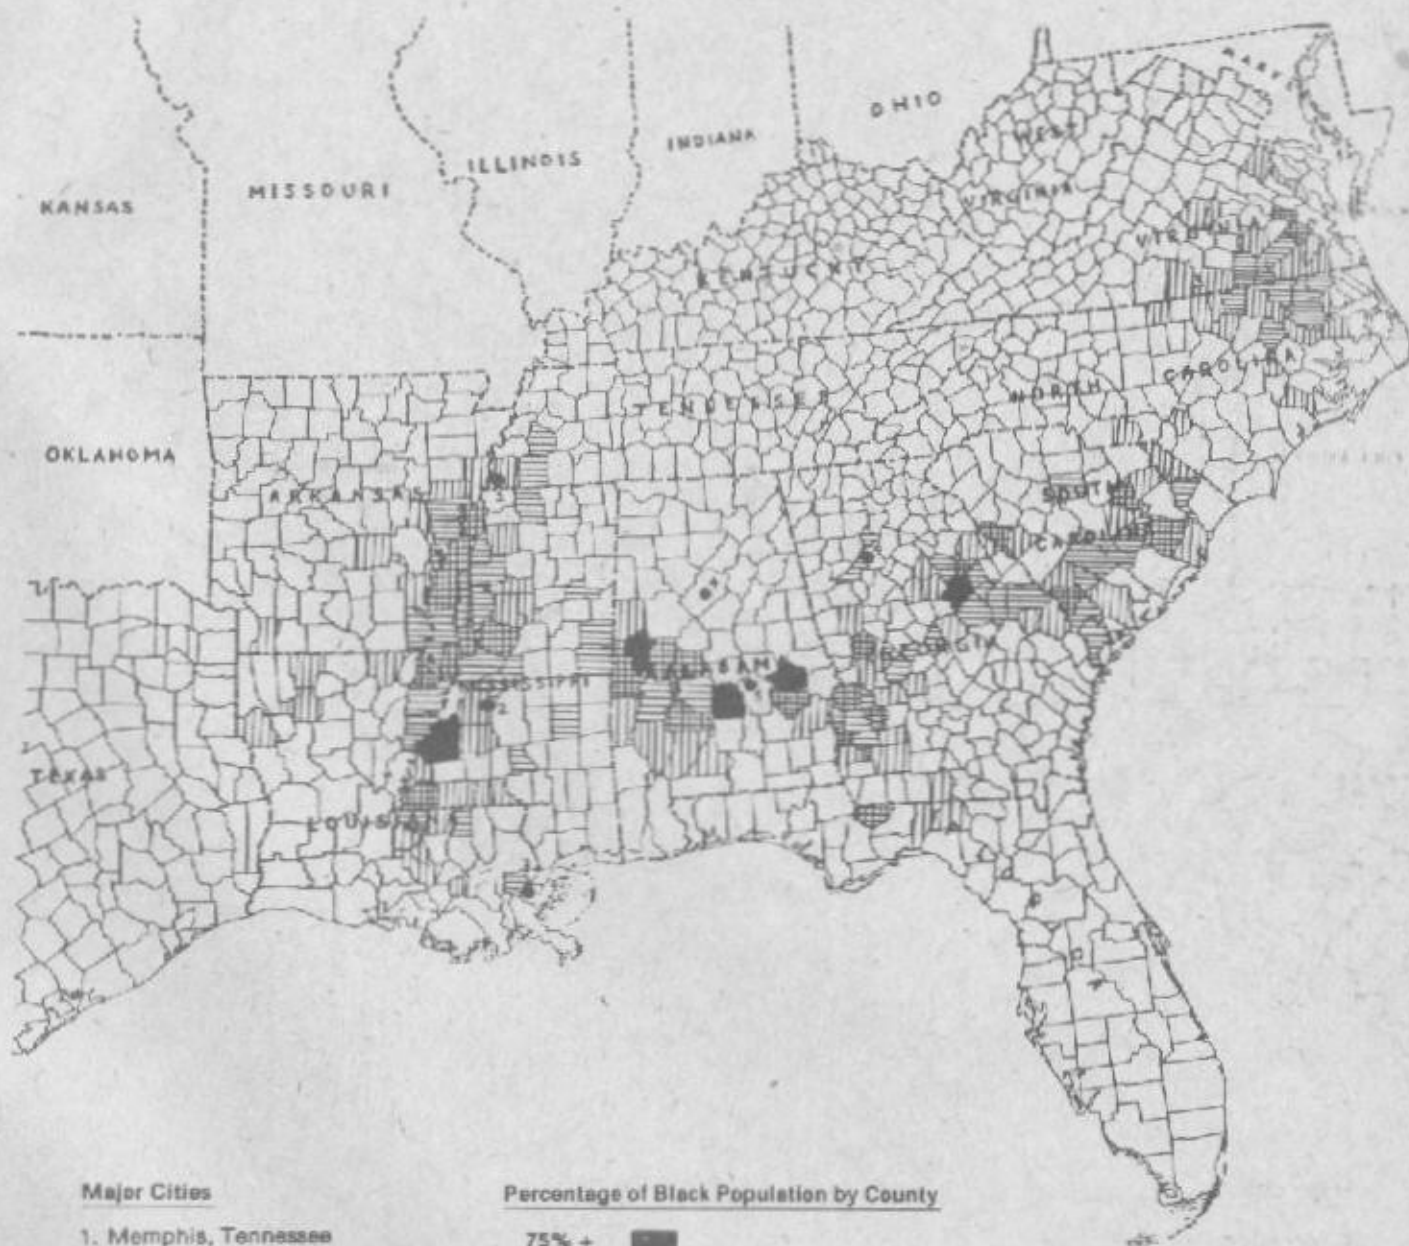 MARYL
OHIO
INDIANA
ILLINOIS
MISSOURI
KANSAS
WEST
VIRGINIA
VIRGINIA
KENTUCKY
CAROLINA
NORTH
TENNESSEE
OKLAHOMA
ARKANSAS
SOUTH
CAROLINA
GEORGIA
ALABAMA
MISSISSIPPI
TEXAS
LOUISIANA
Major Cities
Percentage of Black Population by County
1. Memphis, Tennessee
75% +